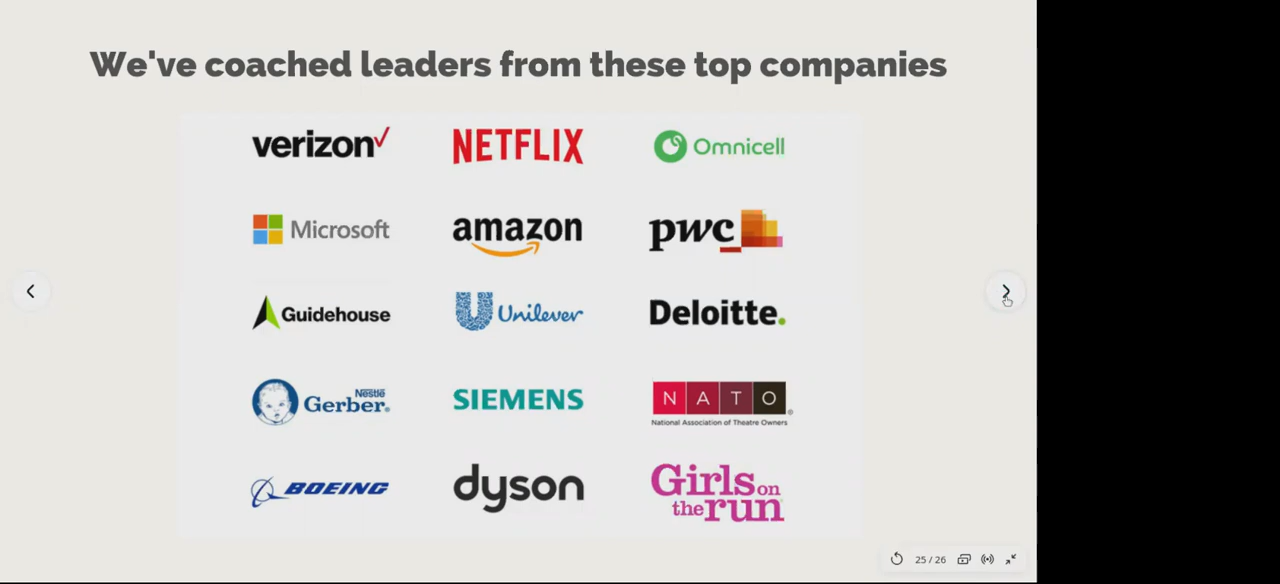 We've coached leaders from these top companies
verizon
NETFLIX
Omnicell
Microsoft
amazon
pwc
Guidehouse
Unilever
Deloitte.
Nestlé
Gerber®
SIEMENS
NATO®
National Association of Theatre Owners
BOEING
dyson
Girls on
the run
25 / 26